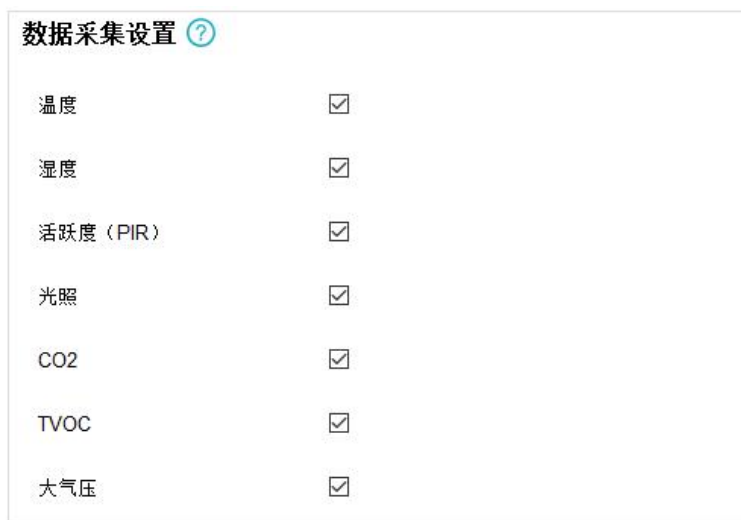 数据采集设置 ?
温度
湿度
活跃度（PIR）
光照
CO2
TVOC
大气压